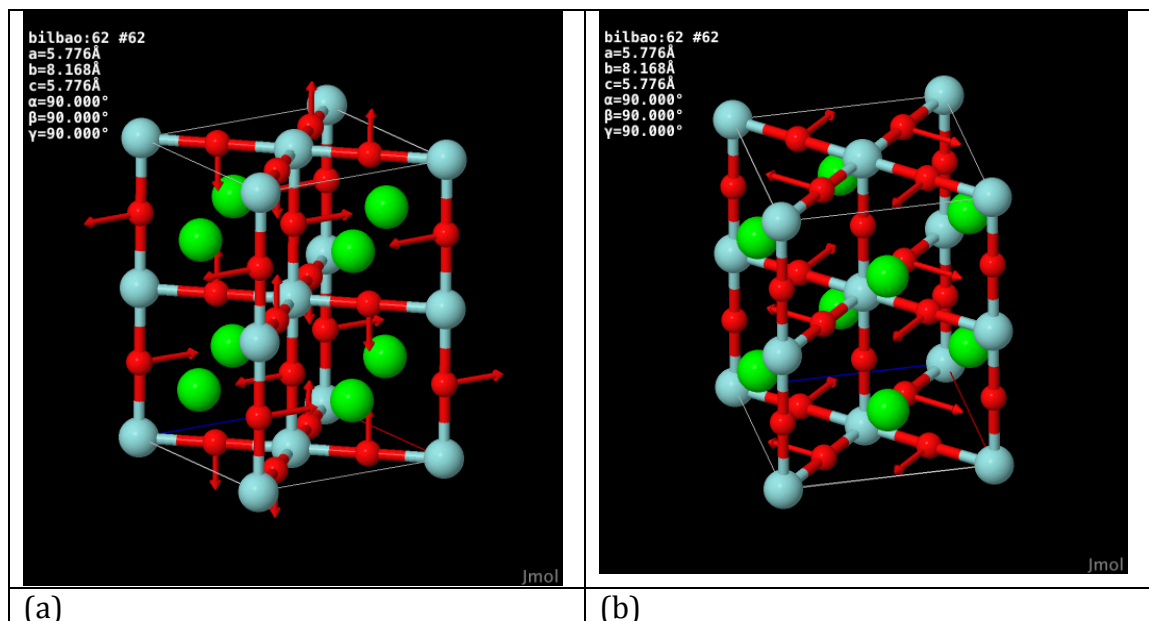 bilbao:62 #62
a=5.776Å
b=8.168Å
c=5.776Å
α=90.000°
β=90.000°
γ=90.000°
Jmol
bilbao:62 #62
a=5.776Å
b=8.168Å
c=5.776Å
α=90.000°
β=90.000°
γ=90.000°
Jmol
(a)
(b)